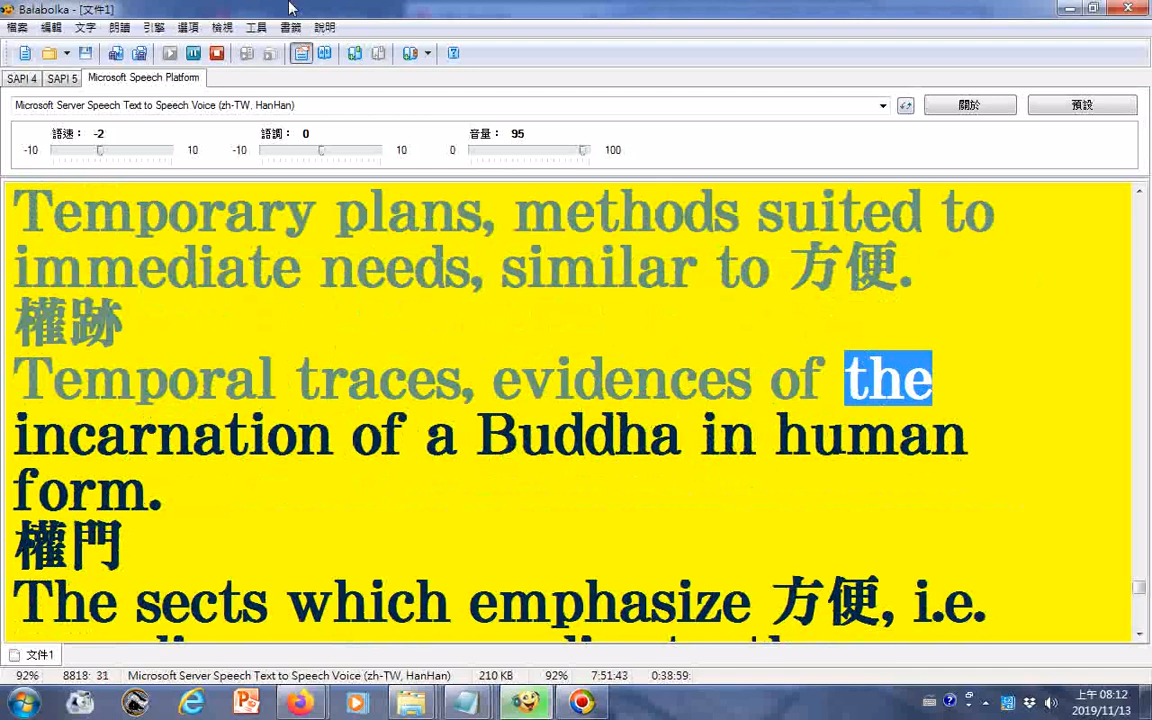 Balabolka - [文件1]
檔案 編輯 文字 朗讀 引擎 選項 檢視 工具 書籤 說明
SAPI 4 SAPI 5 Microsoft Speech Platform
Microsoft Server Speech Text to Speech Voice (zh-TW, HanHan) 關於 預設
語速： -2 語調： 0 音量： 95
-10 10 -10 10 0 100
Temporary plans, methods suited to
immediate needs, similar to 方便.
權跡
Temporal traces, evidences of the
incarnation of a Buddha in human
form.
權門
The sects which emphasize 方便, i.e.
文件1
92% 8818: 31 Microsoft Server Speech Text to Speech Voice (zh-TW, HanHan) 210 KB 92% 7:51:43 0:38:59:
上午 08:12
2019/11/13